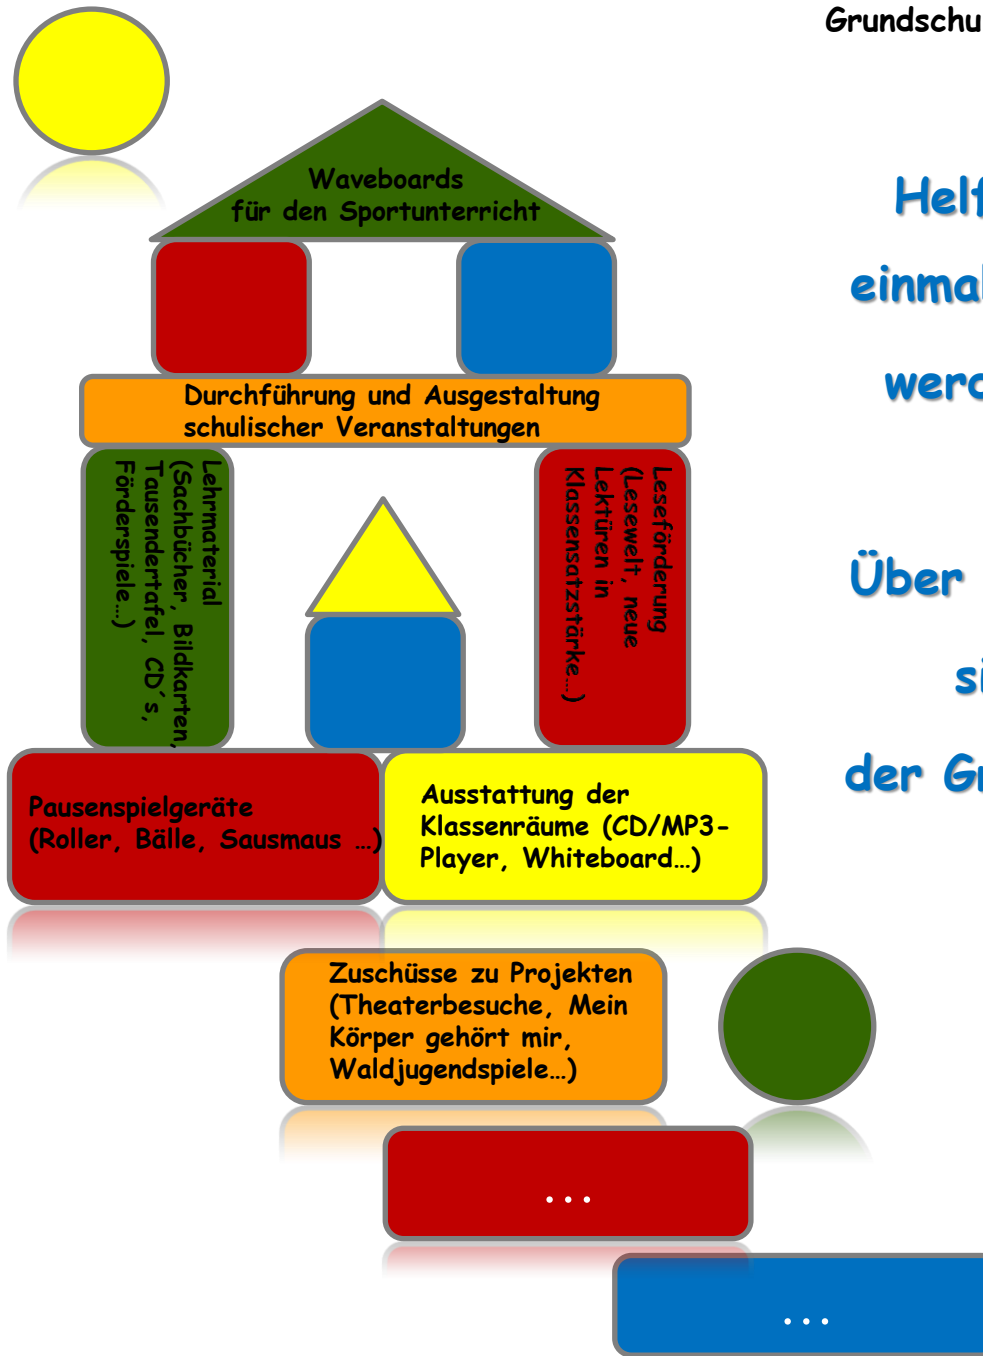 Grundschu
Waveboards
für den Sportunterricht
Helf
einmal
werd
Durchführung und Ausgestaltung
schulischer Veranstaltungen
Lehrmaterial
(Sachbücher, Bildkarten,
Tausendertafel, CD´s,
Förderspiele…)
Leseförderung
(Lesewelt, neue
Lektüren in
Klassensatzstärke…)
Über
si
der Gr
Pausenspielgeräte
(Roller, Bälle, Sausmaus …)
Ausstattung der
Klassenräume (CD/MP3-
Player, Whiteboard…)
Zuschüsse zu Projekten
(Theaterbesuche, Mein
Körper gehört mir,
Waldjugendspiele…)
...
...